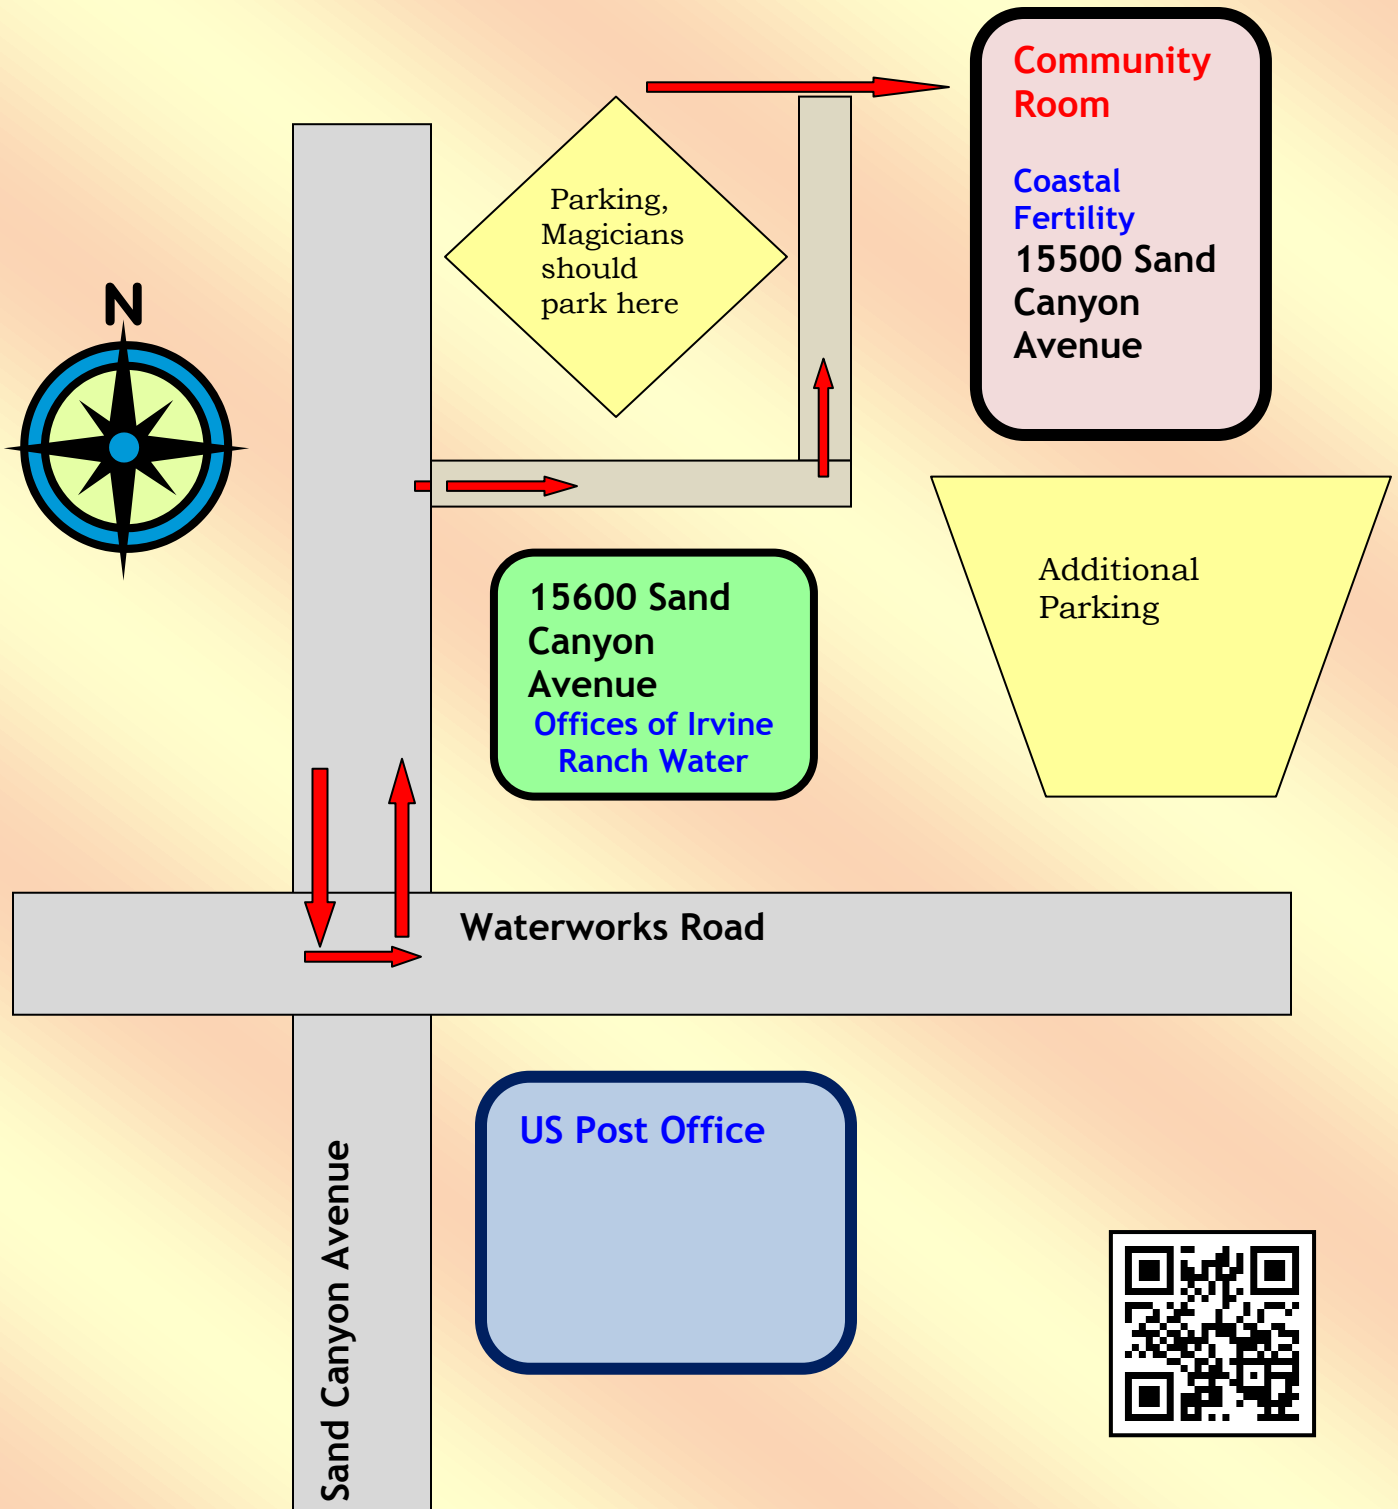 Community
Room
Coastal
Fertility
15500 Sand
Canyon
Avenue
Parking,
Magicians
should
park here
N
Additional
Parking
15600 Sand
Canyon
Avenue
Offices of Irvine
Ranch Water
Waterworks Road
US Post Office
Sand Canyon Avenue